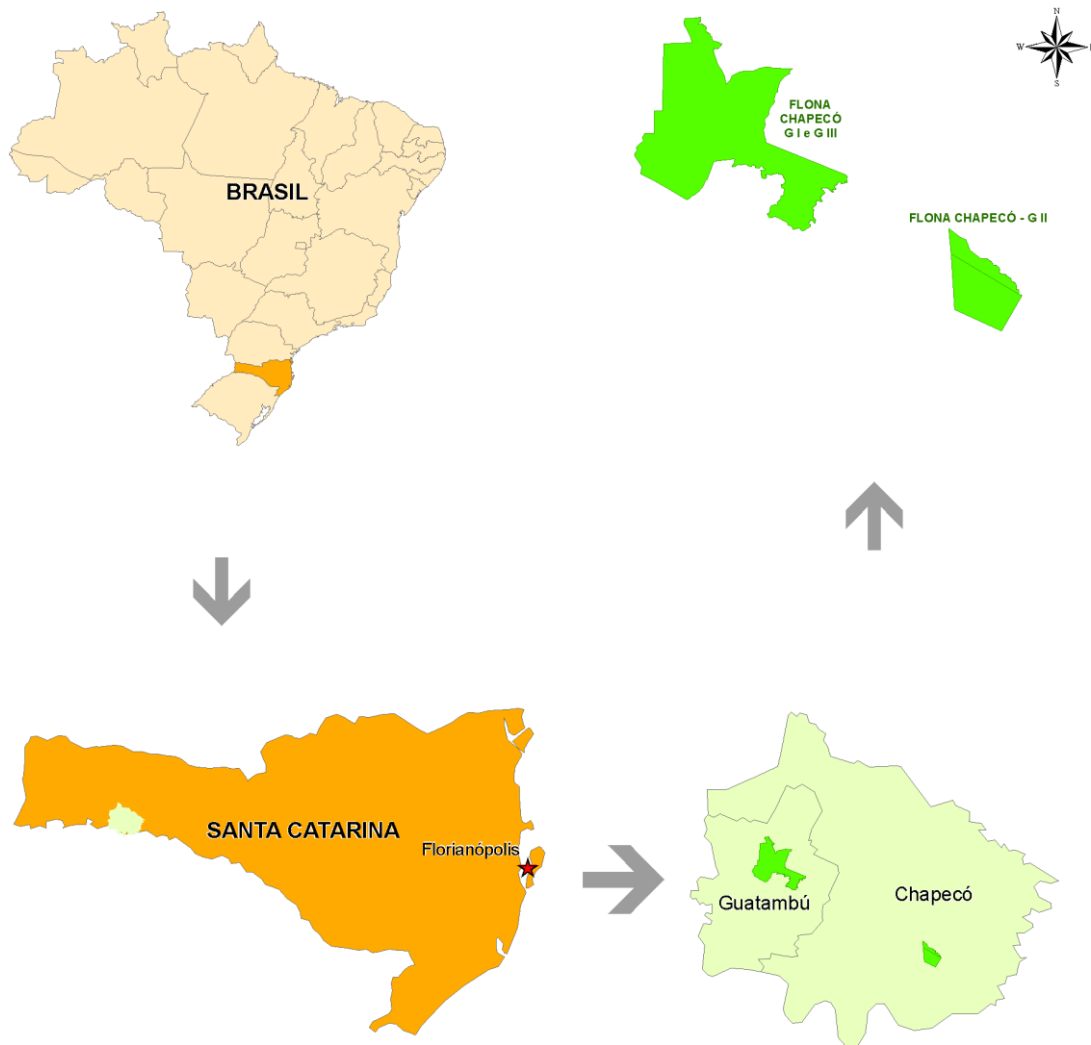 BRASIL
N
W
S
FLONA
CHAPECÓ
G I e G III
FLONA CHAPECÓ - G II
SANTA CATARINA
Florianópolis
Guatambú
Chapecó